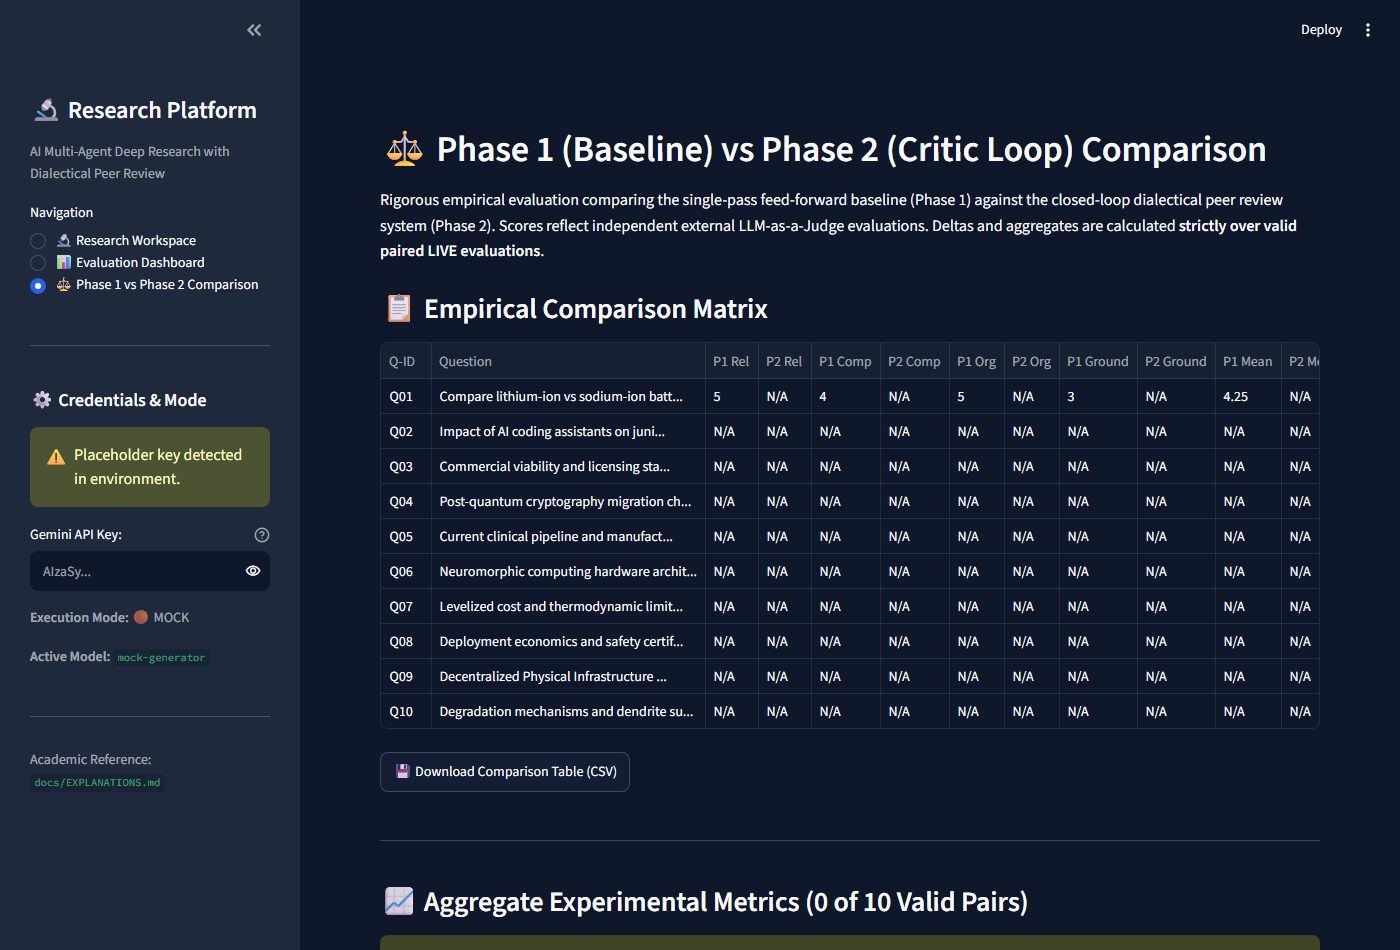 Deploy
Research Platform
AI Multi-Agent Deep Research with
Dialectical Peer Review
Navigation
Research Workspace
Evaluation Dashboard
Phase 1 vs Phase 2 Comparison
Credentials & Mode
Placeholder key detected
in environment.
Gemini API Key:
AIzaSy...
Execution Mode: MOCK
Active Model: mock-generator
Academic Reference:
docs/EXPLANATIONS.md
Phase 1 (Baseline) vs Phase 2 (Critic Loop) Comparison
Rigorous empirical evaluation comparing the single-pass feed-forward baseline (Phase 1) against the closed-loop dialectical peer review
system (Phase 2). Scores reflect independent external LLM-as-a-Judge evaluations. Deltas and aggregates are calculated strictly over valid
paired LIVE evaluations.
Empirical Comparison Matrix
Q-ID Question P1 Rel P2 Rel P1 Comp P2 Comp P1 Org P2 Org P1 Ground P2 Ground P1 Mean P2 Me
Q01 Compare lithium-ion vs sodium-ion batt... 5 N/A 4 N/A 5 N/A 3 N/A 4.25 N/A
Q02 Impact of AI coding assistants on juni... N/A N/A N/A N/A N/A N/A N/A N/A N/A N/A
Q03 Commercial viability and licensing sta... N/A N/A N/A N/A N/A N/A N/A N/A N/A N/A
Q04 Post-quantum cryptography migration ch... N/A N/A N/A N/A N/A N/A N/A N/A N/A N/A
Q05 Current clinical pipeline and manufact... N/A N/A N/A N/A N/A N/A N/A N/A N/A N/A
Q06 Neuromorphic computing hardware archit... N/A N/A N/A N/A N/A N/A N/A N/A N/A N/A
Q07 Levelized cost and thermodynamic limit... N/A N/A N/A N/A N/A N/A N/A N/A N/A N/A
Q08 Deployment economics and safety certif... N/A N/A N/A N/A N/A N/A N/A N/A N/A N/A
Q09 Decentralized Physical Infrastructure ... N/A N/A N/A N/A N/A N/A N/A N/A N/A N/A
Q10 Degradation mechanisms and dendrite su... N/A N/A N/A N/A N/A N/A N/A N/A N/A N/A
Download Comparison Table (CSV)
Aggregate Experimental Metrics (0 of 10 Valid Pairs)